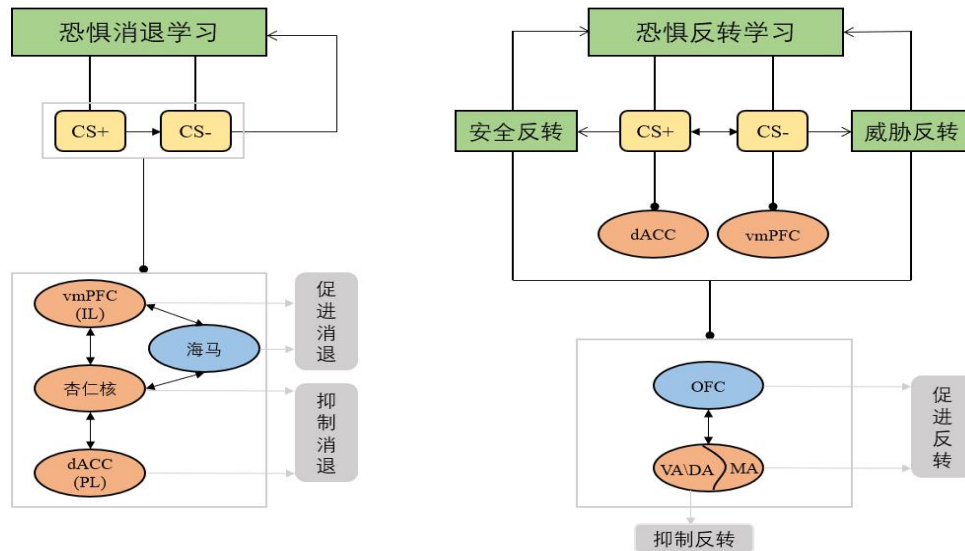 恐惧消退学习
CS+
CS-
vmPFC
(IL)
海马
杏仁核
dACC
(PL)
促进消退
抑制消退
恐惧反转学习
安全反转
CS+
CS-
威胁反转
dACC
vmPFC
OFC
VA\DA
MA
促进反转
抑制反转